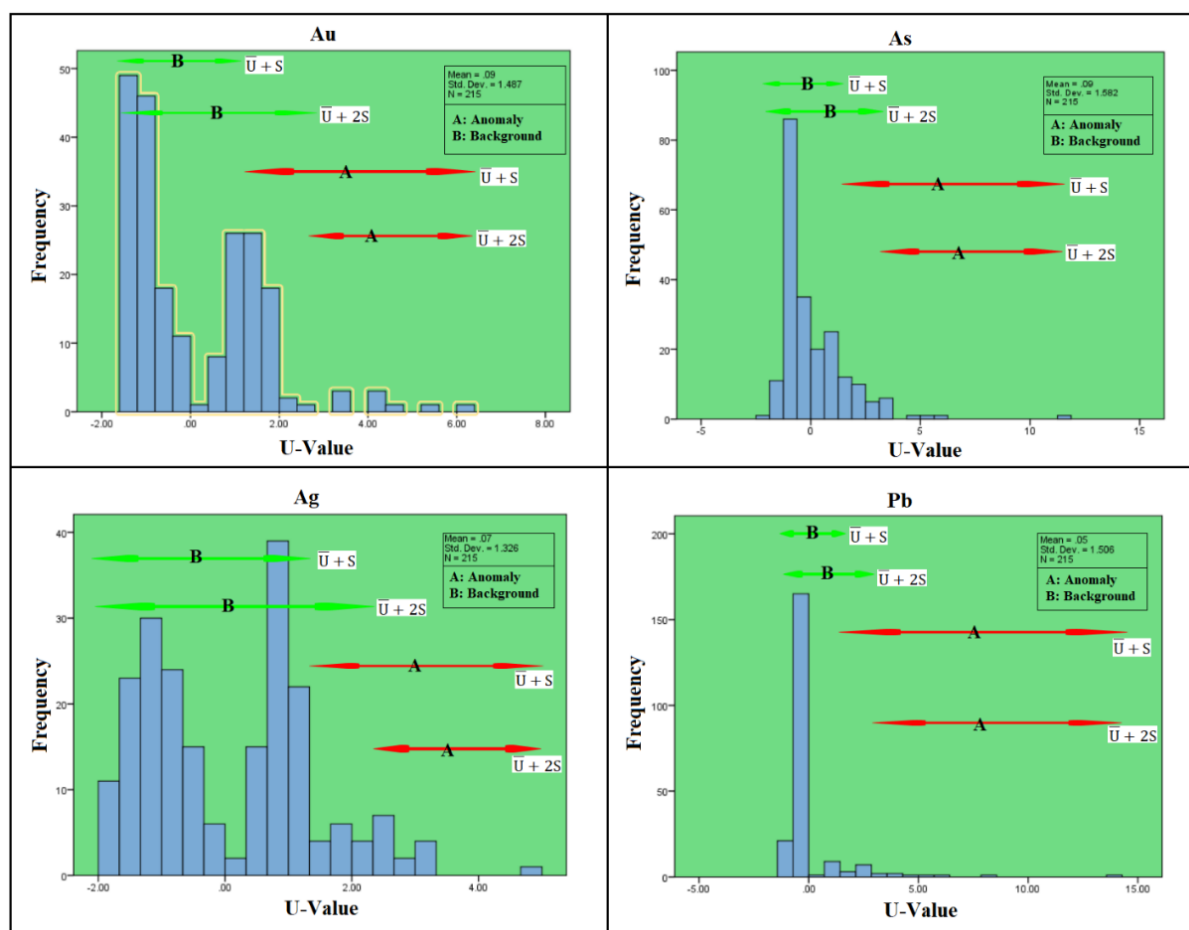 Au
B
U̅ + S
B
U̅ + 2S
Mean = .09
Std. Dev. = 1.487
N = 215
A: Anomaly
B: Background
A
U̅ + S
A
U̅ + 2S
Frequency
50
40
30
20
10
0
-2.00 .00 2.00 4.00 6.00 8.00
U-Value
As
B
U̅ + S
B
U̅ + 2S
Mean = .09
Std. Dev. = 1.582
N = 215
A: Anomaly
B: Background
A
U̅ + S
A
U̅ + 2S
Frequency
100
80
60
40
20
0
-5 0 5 10 15
U-Value
Ag
B
U̅ + S
B
U̅ + 2S
Mean = .07
Std. Dev. = 1.326
N = 215
A: Anomaly
B: Background
A
U̅ + S
A
U̅ + 2S
Frequency
40
30
20
10
0
-2.00 .00 2.00 4.00
U-Value
Pb
B
U̅ + S
B
U̅ + 2S
Mean = .05
Std. Dev. = 1.506
N = 215
A: Anomaly
B: Background
A
U̅ + S
A
U̅ + 2S
Frequency
200
150
100
50
0
-5.00 .00 5.00 10.00 15.00
U-Value